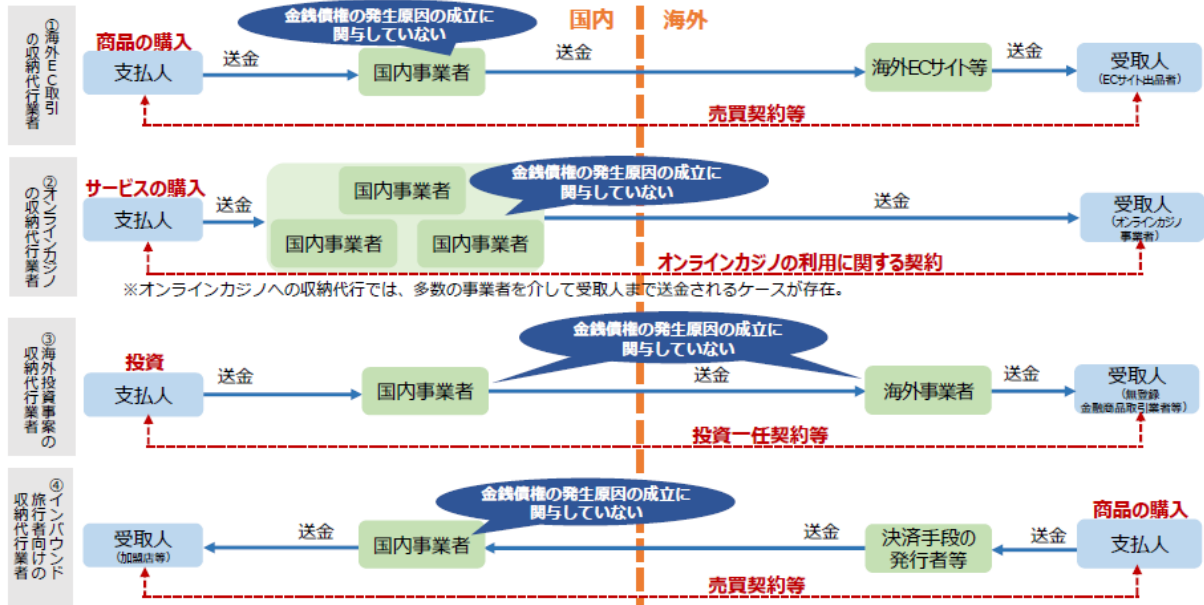 国内
海外
①海外EC取引
の収納代行業者
商品の購入
支払人
送金
金銭債権の発生原因の成立に
関与していない
国内事業者
送金
海外ECサイト等
送金
受取人
(ECサイト出品者)
売買契約等
②オンラインカジノ
の収納代行業者
サービスの購入
支払人
送金
国内事業者
国内事業者
国内事業者
金銭債権の発生原因の成立に
関与していない
送金
受取人
(オンラインカジノ
事業者)
オンラインカジノの利用に関する契約
※オンラインカジノへの収納代行では、多数の事業者を介して受取人まで送金されるケースが存在。
③海外投資事案の
収納代行業者
投資
支払人
送金
国内事業者
金銭債権の発生原因の成立に
関与していない
送金
海外事業者
送金
受取人
(無登録
金融商品取引業者等)
投資一任契約等
④インバウンド
旅行者向けの
収納代行業者
受取人
(加盟店等)
送金
国内事業者
金銭債権の発生原因の成立に
関与していない
送金
決済手段の
発行者等
送金
商品の購入
支払人
売買契約等